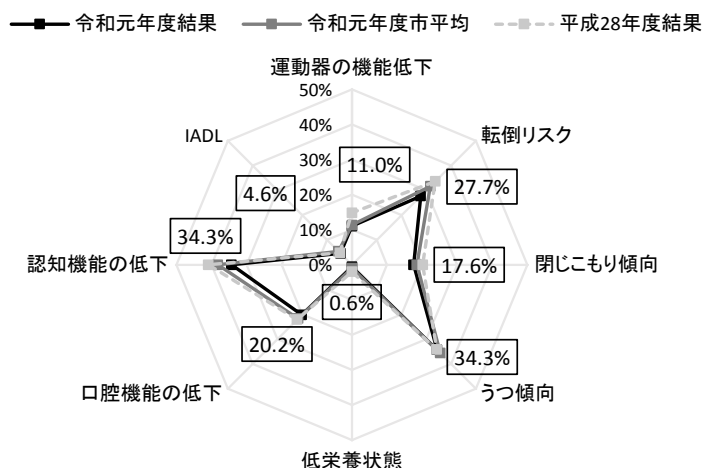 令和元年度結果 令和元年度市平均 平成28年度結果
運動器の機能低下
50%
40%
30%
20%
10%
0%
IADL
転倒リスク
11.0%
27.7%
4.6%
34.3%
認知機能の低下
17.6%
閉じこもり傾向
0.6%
20.2%
34.3%
口腔機能の低下
うつ傾向
低栄養状態